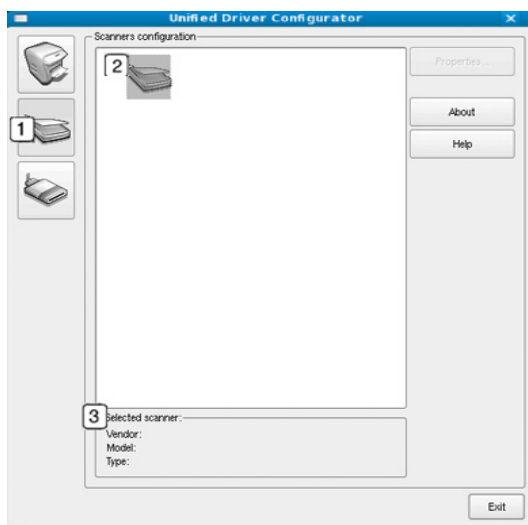 Unified Driver Configurator
Scanners configuration
2
Properties...
1
About
Help
3
Selected scanner:
Vendor:
Model:
Type:
Exit